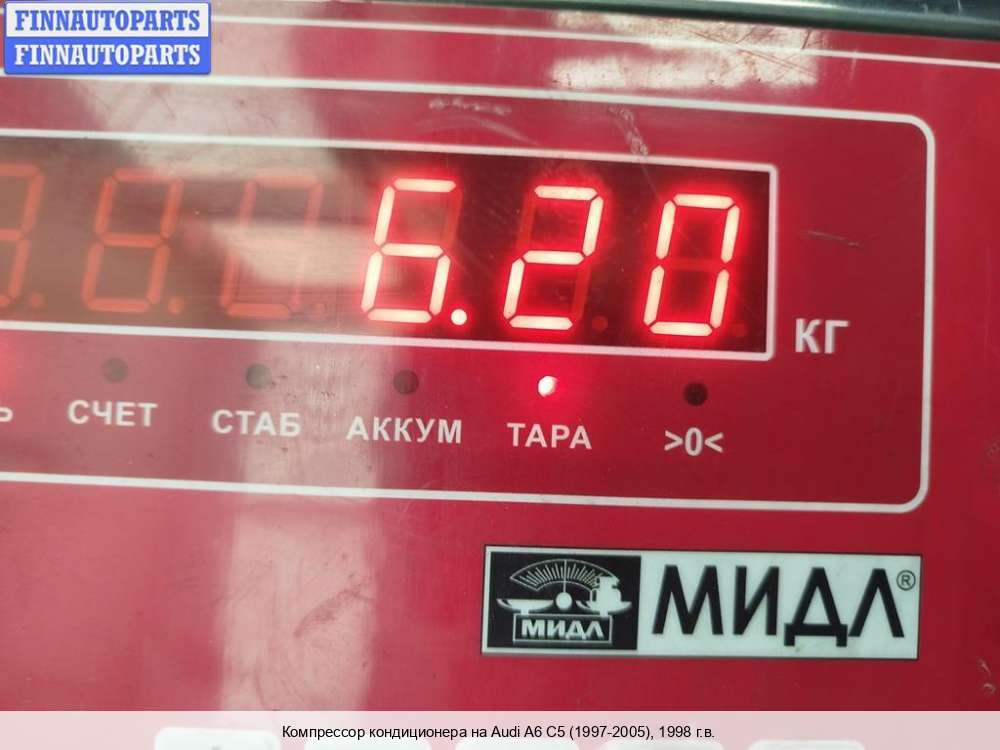 FINNAUTOPARTS
FINNAUTOPARTS
6.20
КГ
СЧЕТ СТАБ АККУМ ТАРА >0<
МИДЛ МИДЛ®
Компрессор кондиционера на Audi A6 C5 (1997-2005), 1998 г.в.